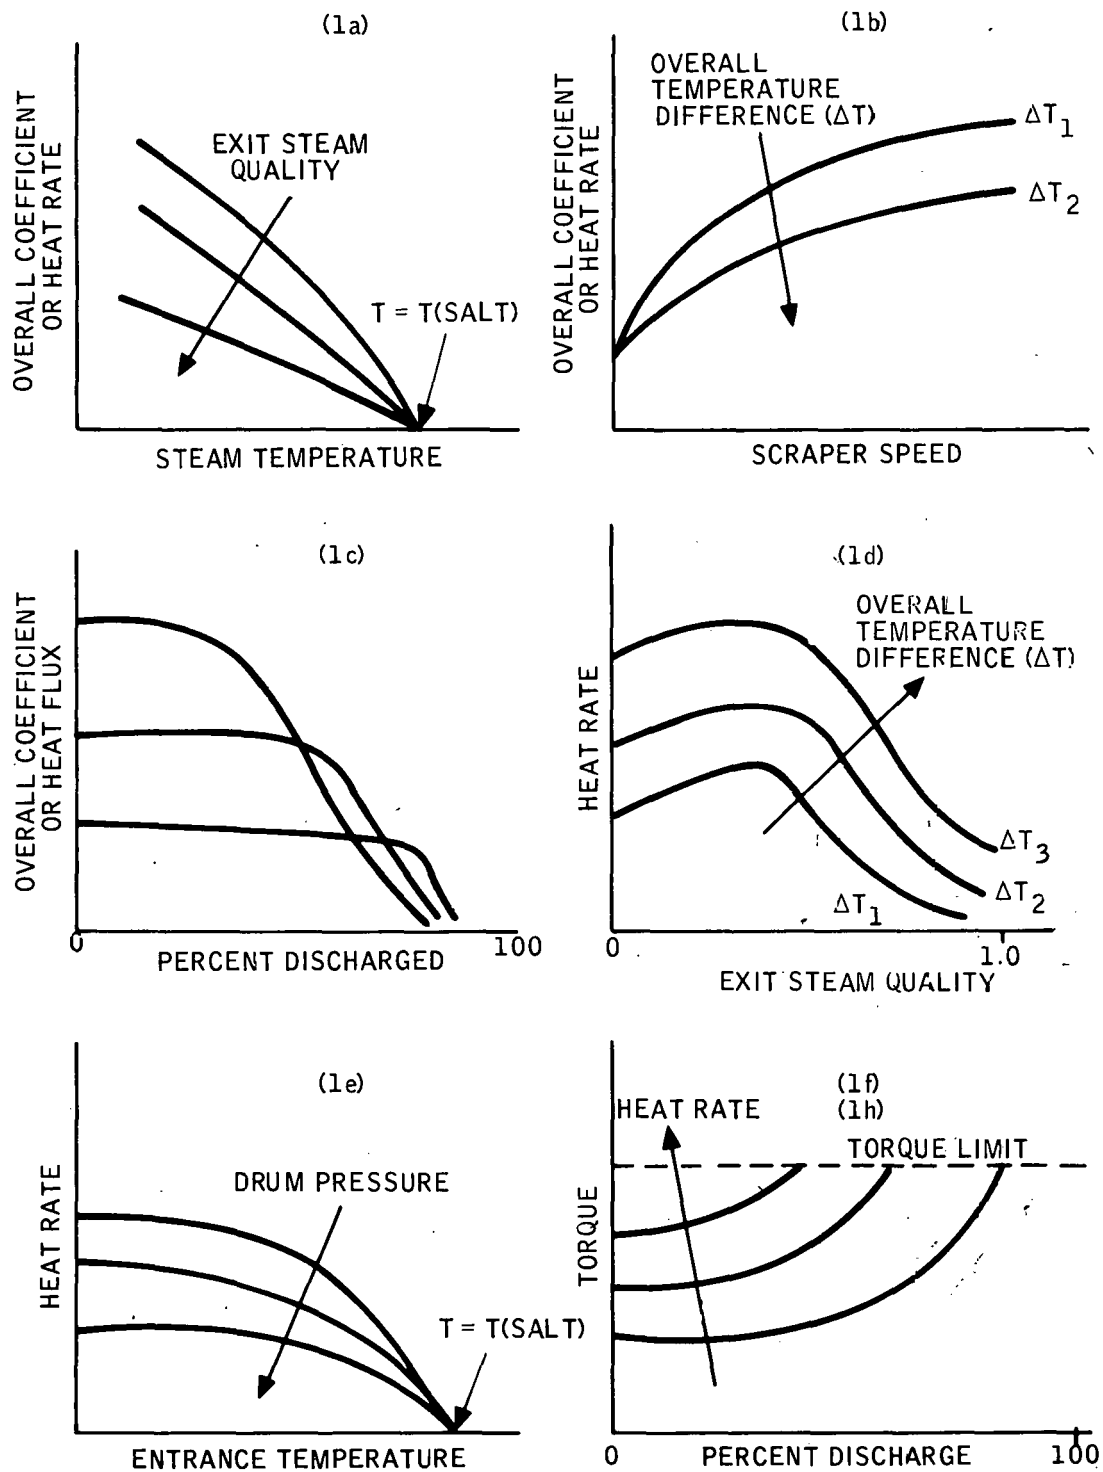 (1a)
OVERALL COEFFICIENT
OR HEAT RATE
EXIT STEAM
QUALITY
T = T(SALT)
STEAM TEMPERATURE
(1b)
OVERALL COEFFICIENT
OR HEAT RATE
OVERALL
TEMPERATURE
DIFFERENCE (ΔT)
ΔT1
ΔT2
SCRAPER SPEED
(1c)
OVERALL COEFFICIENT
OR HEAT FLUX
0
100
PERCENT DISCHARGED
(1d)
HEAT RATE
OVERALL
TEMPERATURE
DIFFERENCE (ΔT)
ΔT3
ΔT2
ΔT1
0
1.0
EXIT STEAM QUALITY
(1e)
HEAT RATE
DRUM PRESSURE
T = T(SALT)
ENTRANCE TEMPERATURE
(1f)
(1h)
HEAT RATE
TORQUE LIMIT
TORQUE
0
PERCENT DISCHARGE
100